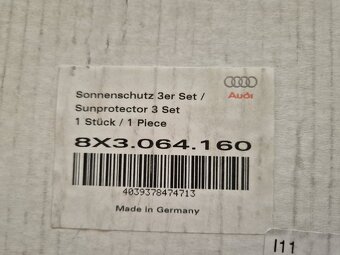 Sonnenschutz 3er Set /
Sunprotector 3 Set
1 Stück / 1 Piece
Audi
8X3.064.160
4039378474713
Made in Germany
I11